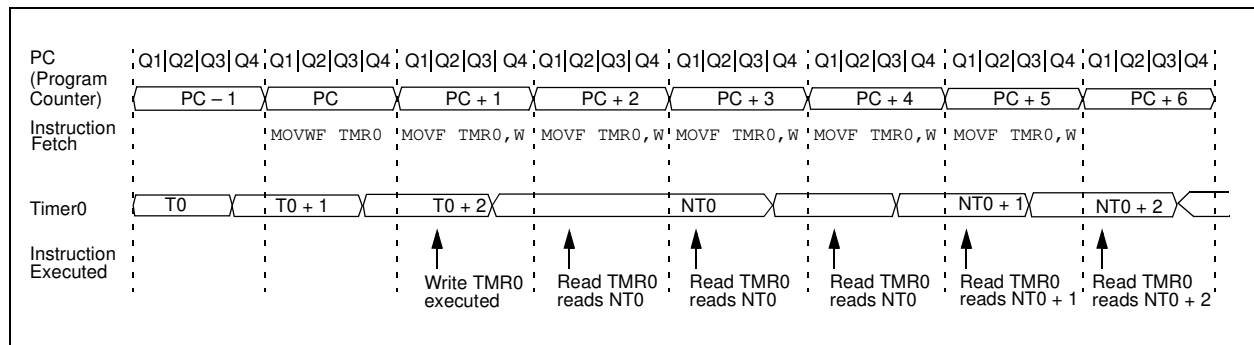 PC
(Program
Counter)
Q1|Q2|Q3|Q4 Q1|Q2|Q3|Q4 Q1|Q2|Q3|Q4 Q1|Q2|Q3|Q4 Q1|Q2|Q3|Q4 Q1|Q2|Q3|Q4 Q1|Q2|Q3|Q4 Q1|Q2|Q3|Q4
PC – 1 PC PC + 1 PC + 2 PC + 3 PC + 4 PC + 5 PC + 6
Instruction
Fetch
MOVWF TMR0 MOVF TMR0,W MOVF TMR0,W MOVF TMR0,W MOVF TMR0,W MOVF TMR0,W
Timer0
T0 T0 + 1 T0 + 2 NT0 NT0 + 1 NT0 + 2
Instruction
Executed
Write TMR0
executed
Read TMR0
reads NT0
Read TMR0
reads NT0
Read TMR0
reads NT0
Read TMR0
reads NT0 + 1
Read TMR0
reads NT0 + 2